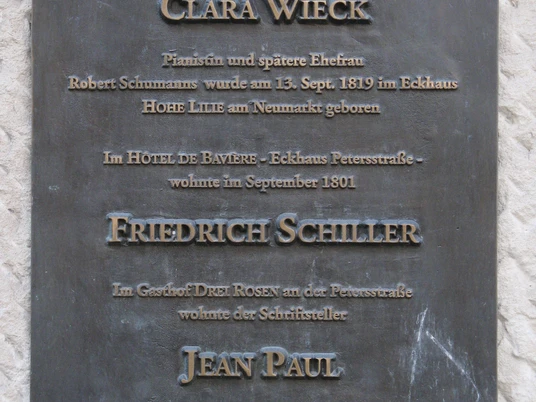 CLARA WIECK
Pianistin und spätere Ehefrau
Robert Schumanns wurde am 13. Sept. 1819 im Eckhaus
HOHE LILIE am Neumarkt geboren
Im HÔTEL DE BAVIÈRE - Eckhaus Petersstraße -
wohnte im September 1801
FRIEDRICH SCHILLER
Im Gasthof DREI ROSEN an der Petersstraße
wohnte der Schriftsteller
JEAN PAUL